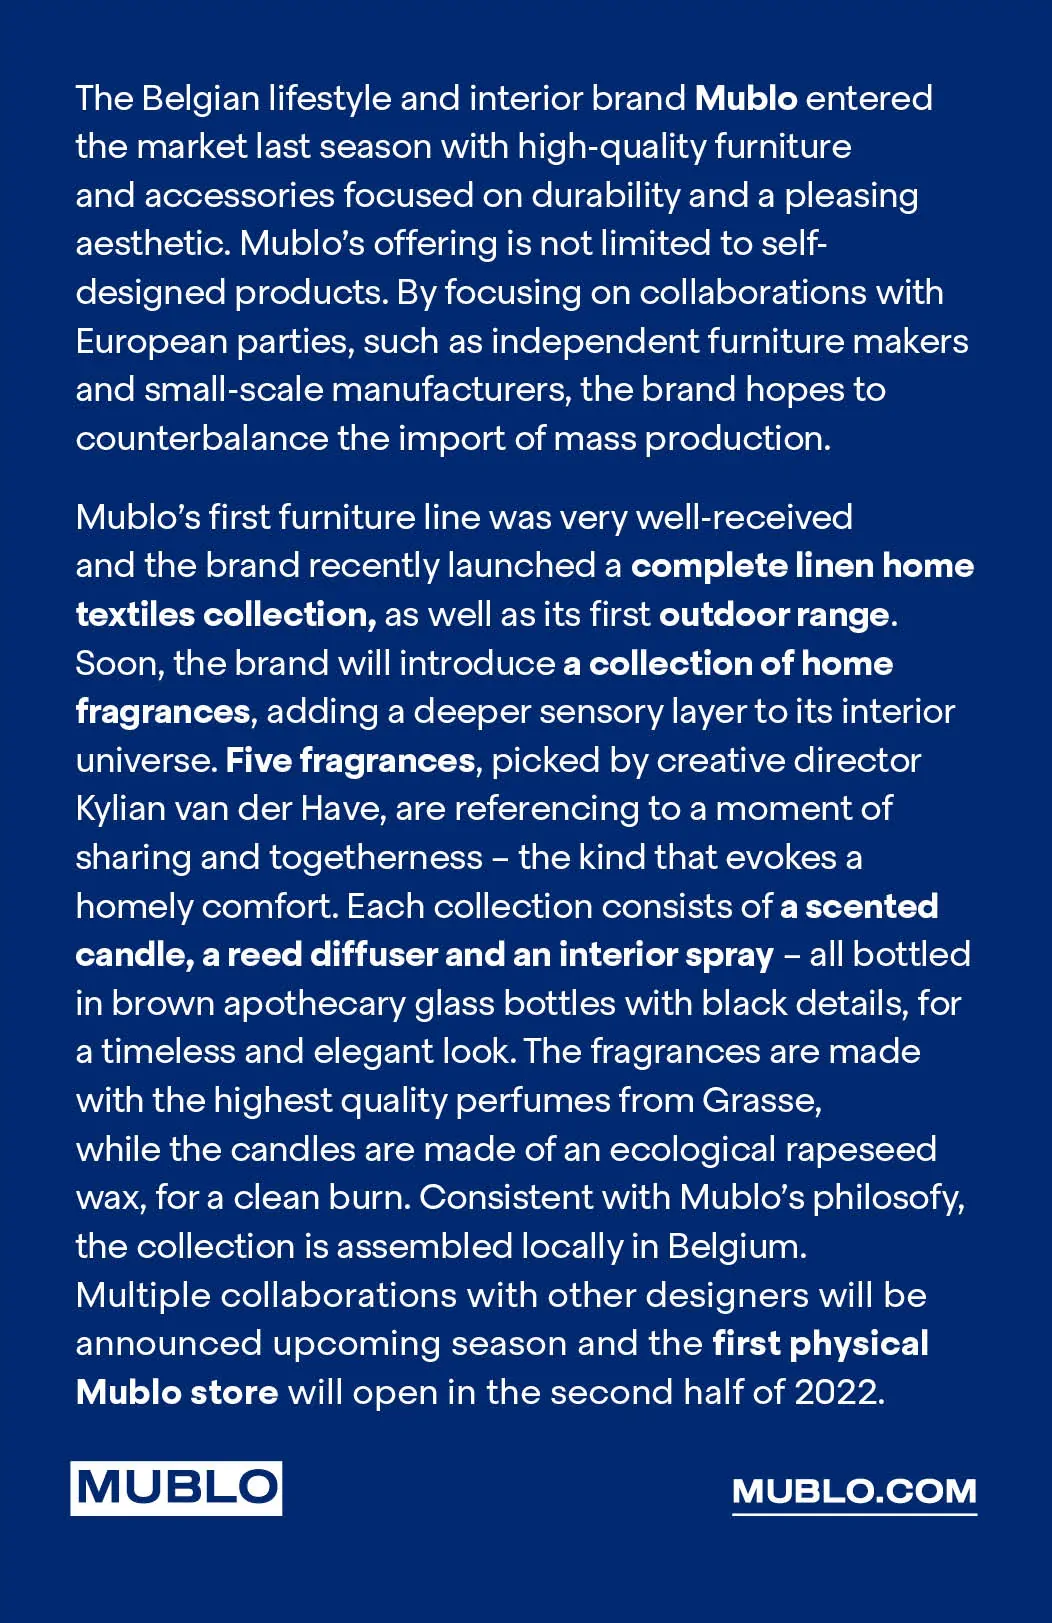 The Belgian lifestyle and interior brand Mublo entered
the market last season with high-quality furniture
and accessories focused on durability and a pleasing
aesthetic. Mublo’s offering is not limited to self-
designed products. By focusing on collaborations with
European parties, such as independent furniture makers
and small-scale manufacturers, the brand hopes to
counterbalance the import of mass production.
Mublo’s first furniture line was very well-received
and the brand recently launched a complete linen home
textiles collection, as well as its first outdoor range.
Soon, the brand will introduce a collection of home
fragrances, adding a deeper sensory layer to its interior
universe. Five fragrances, picked by creative director
Kylian van der Have, are referencing to a moment of
sharing and togetherness – the kind that evokes a
homely comfort. Each collection consists of a scented
candle, a reed diffuser and an interior spray – all bottled
in brown apothecary glass bottles with black details, for
a timeless and elegant look. The fragrances are made
with the highest quality perfumes from Grasse,
while the candles are made of an ecological rapeseed
wax, for a clean burn. Consistent with Mublo’s philosofy,
the collection is assembled locally in Belgium.
Multiple collaborations with other designers will be
announced upcoming season and the first physical
Mublo store will open in the second half of 2022.
MUBLO
MUBLO.COM